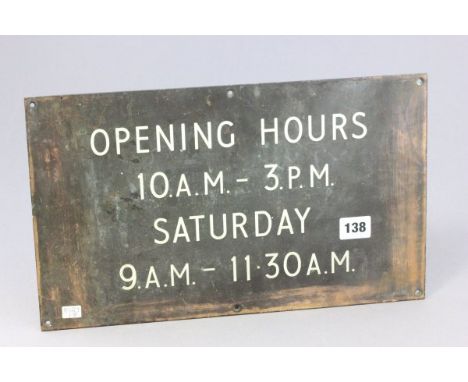 OPENING HOURS
10.A.M. - 3.P.M.
SATURDAY
138
9.A.M. - 11·30A.M.